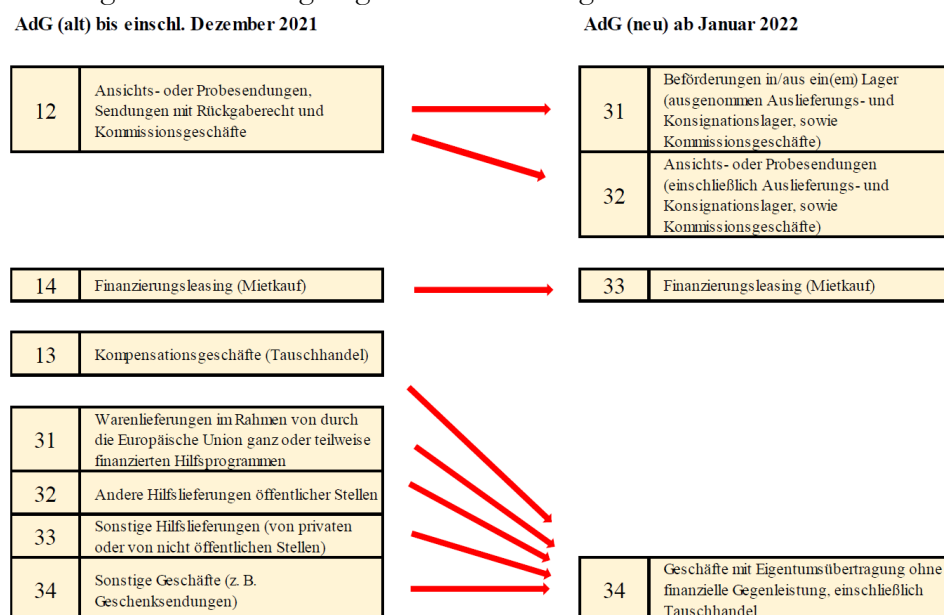 AdG (alt) bis einschl. Dezember 2021
AdG (neu) ab Januar 2022
12
Ansichts- oder Probesendungen,
Sendungen mit Rückgaberecht und
Kommissionsgeschäfte
31
Beförderungen in/aus ein(em) Lager
(ausgenommen Auslieferungs- und
Konsignationslager, sowie
Kommissionsgeschäfte)
32
Ansichts- oder Probesendungen
(einschließlich Auslieferungs- und
Konsignationslager, sowie
Kommissionsgeschäfte)
14
Finanzierungsleasing (Mietkauf)
33
Finanzierungsleasing (Mietkauf)
13
Kompensationsgeschäfte (Tauschhandel)
31
Warenlieferungen im Rahmen von durch
die Europäische Union ganz oder teilweise
finanzierten Hilfsprogrammen
32
Andere Hilfslieferungen öffentlicher Stellen
33
Sonstige Hilfslieferungen (von privaten
oder von nicht öffentlichen Stellen)
34
Sonstige Geschäfte (z. B.
Geschenksendungen)
34
Geschäfte mit Eigentumsübertragung ohne
finanzielle Gegenleistung, einschließlich
Tauschhandel